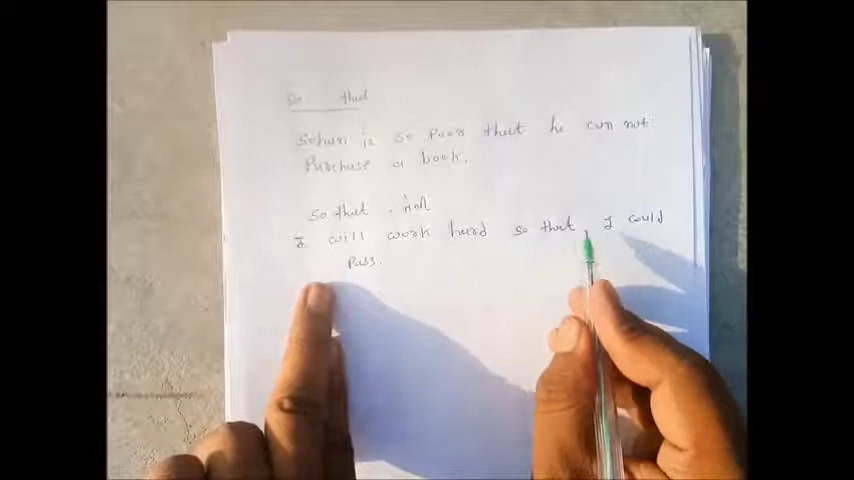 so that
Sohan is so Poor that he can not
Purchase a book.
so that
I will work hard so that I could
Pass.